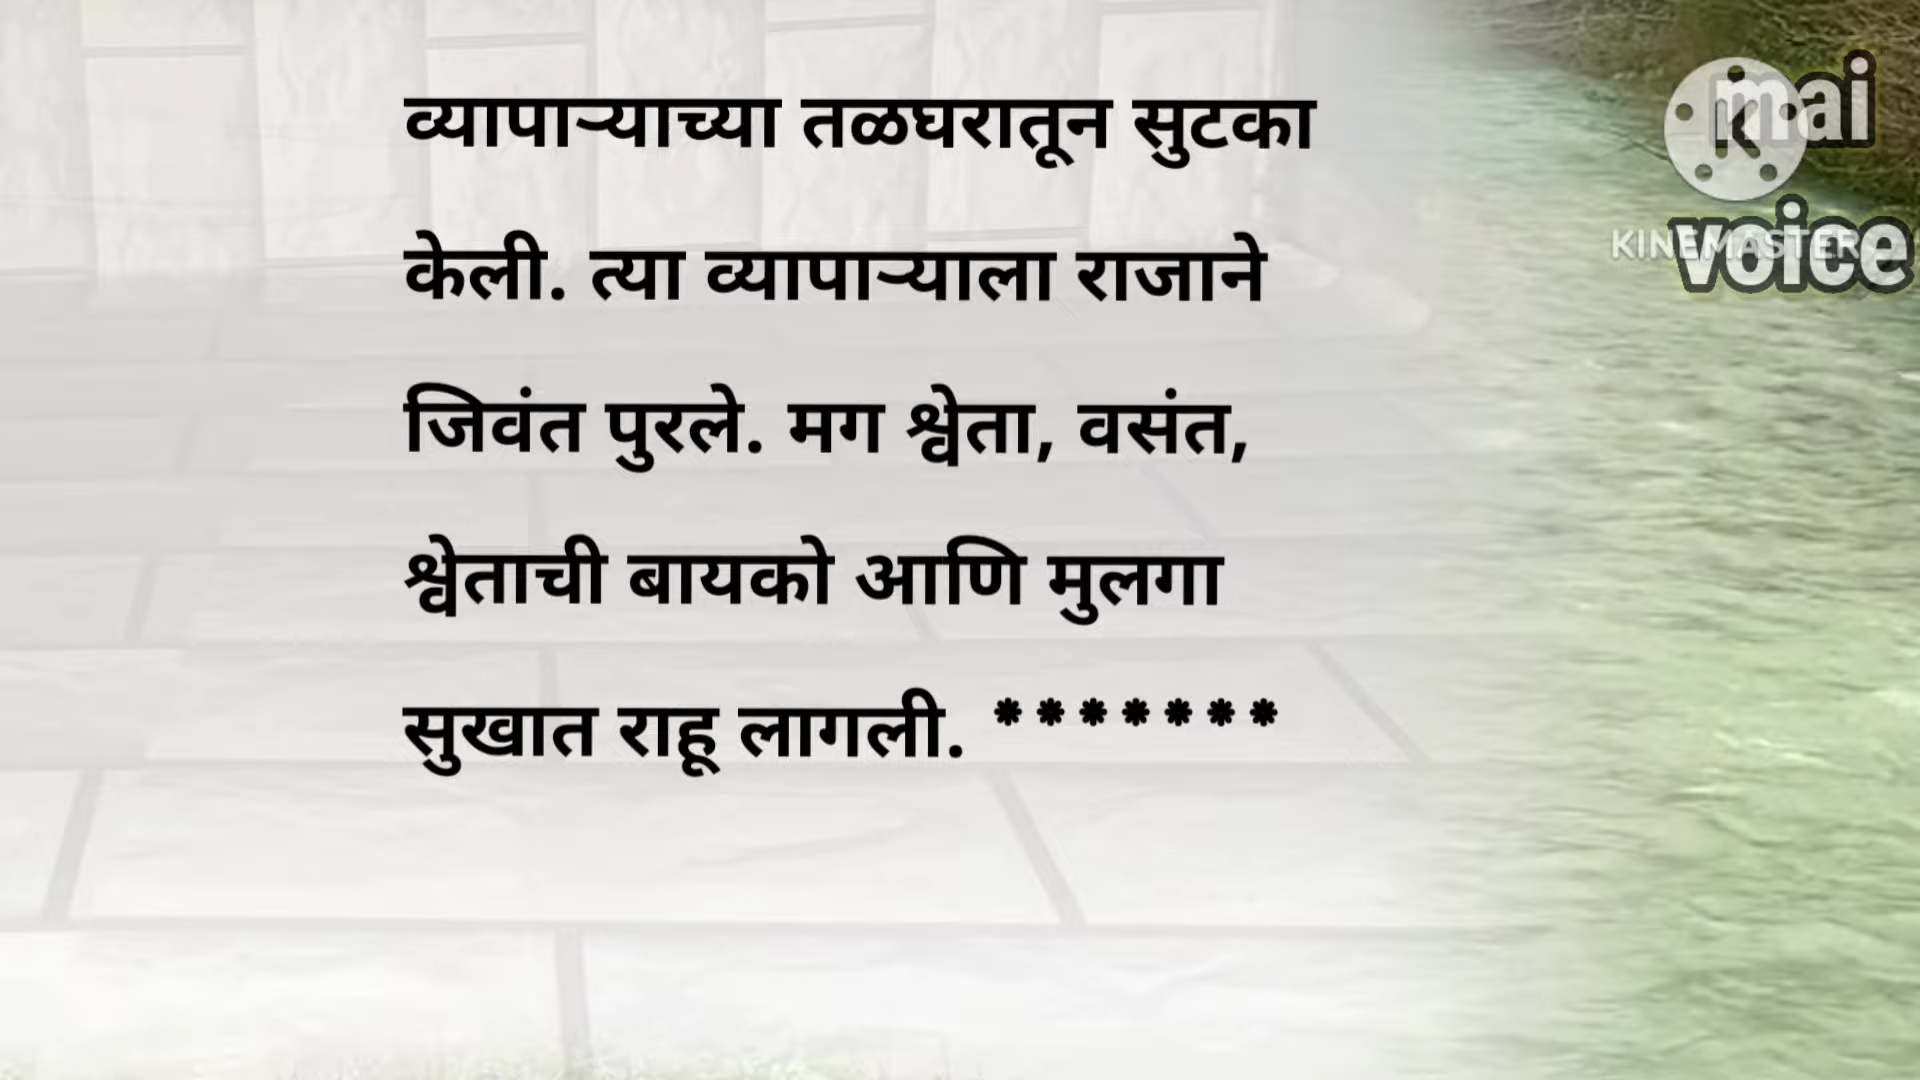 व्यापाऱ्याच्या तळघरातून सुटका
केली. त्या व्यापाऱ्याला राजाने
जिवंत पुरले. मग श्वेता, वसंत,
श्वेताची बायको आणि मुलगा
सुखात राहू लागली. *******
mai
voice
KINEMASTER